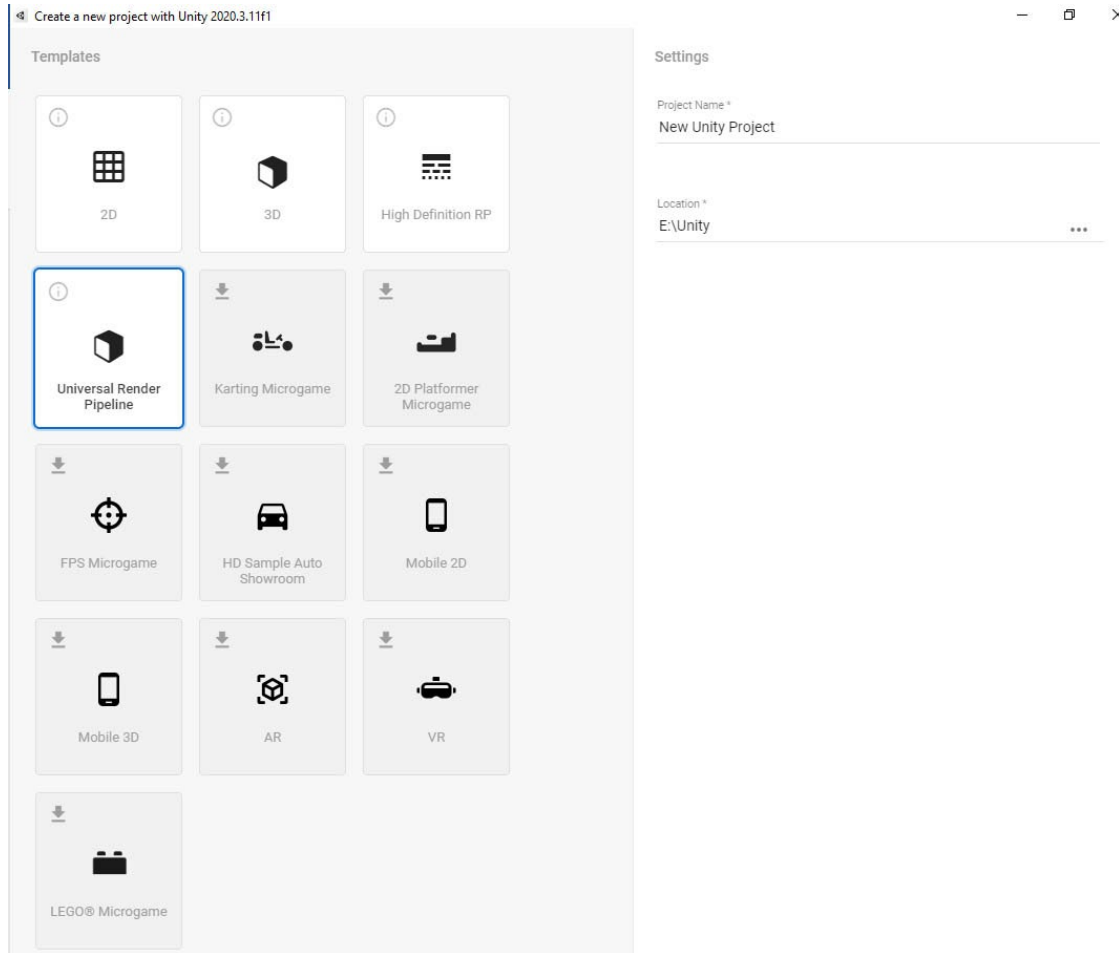 Create a new project with Unity 2020.3.11f1
Templates
2D
3D
High Definition RP
Universal Render
Pipeline
Karting Microgame
2D Platformer
Microgame
FPS Microgame
HD Sample Auto
Showroom
Mobile 2D
Mobile 3D
AR
VR
LEGO® Microgame
Settings
Project Name *
New Unity Project
Location *
E:\Unity